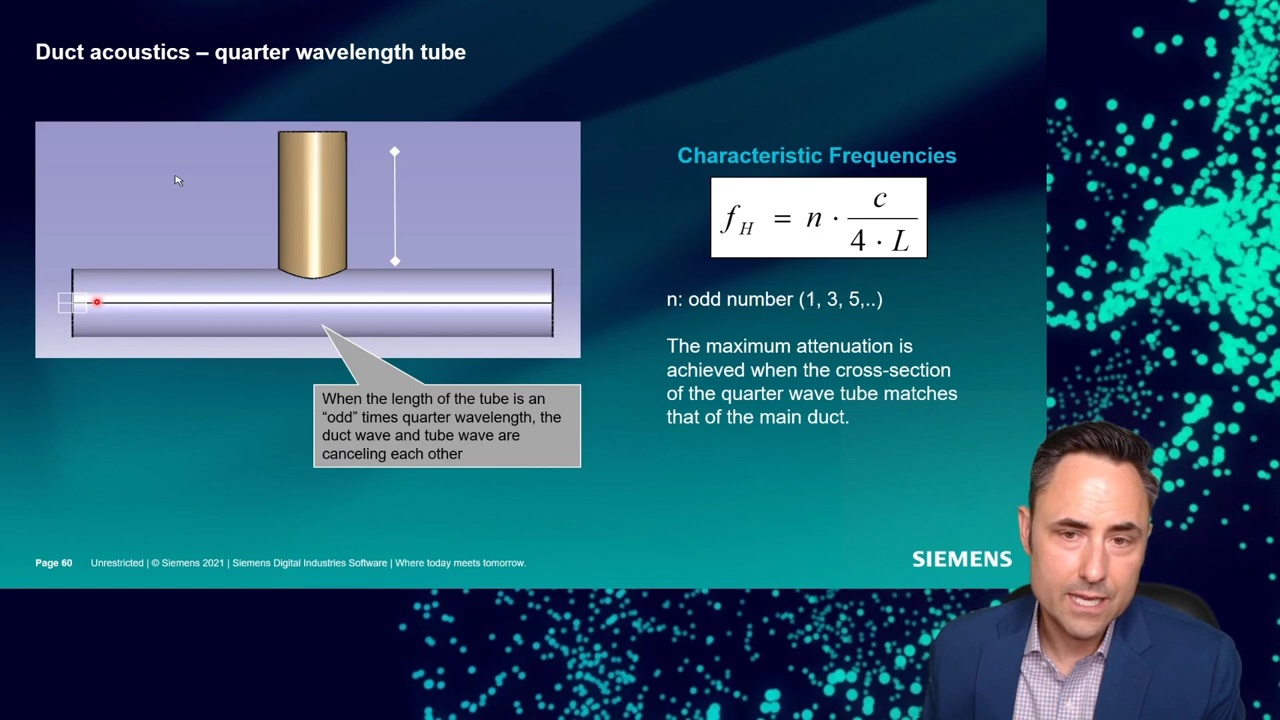 Duct acoustics – quarter wavelength tube
Characteristic Frequencies
f_H = n · c / 4 · L
n: odd number (1, 3, 5,..)
The maximum attenuation is
achieved when the cross-section
of the quarter wave tube matches
that of the main duct.
When the length of the tube is an
“odd” times quarter wavelength, the
duct wave and tube wave are
canceling each other
Page 60 Unrestricted | © Siemens 2021 | Siemens Digital Industries Software | Where today meets tomorrow.
SIEMENS